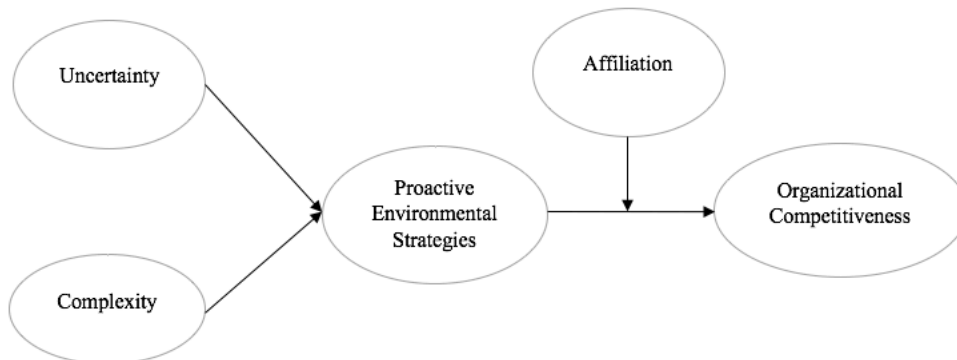 Uncertainty
Affiliation
Proactive
Environmental
Strategies
Organizational
Competitiveness
Complexity